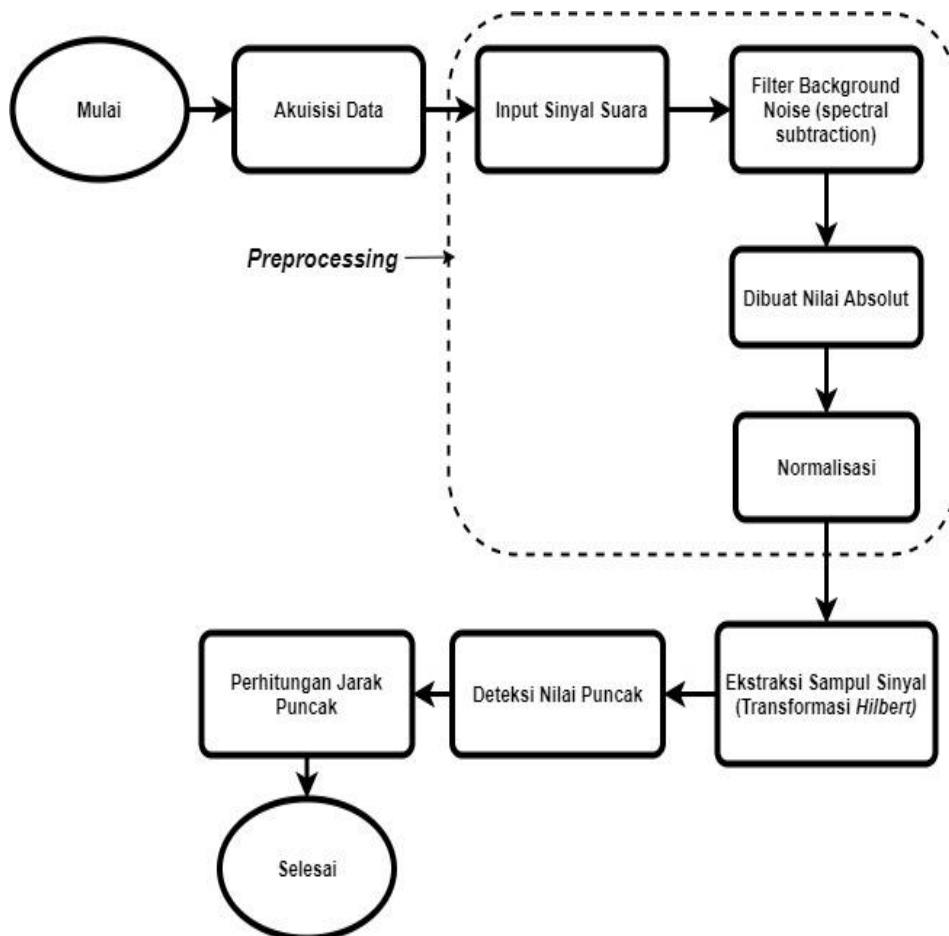 Mulai
Akuisisi Data
Input Sinyal Suara
Filter Background
Noise (spectral
subtraction)
Preprocessing
Dibuat Nilai Absolut
Normalisasi
Ekstraksi Sampul Sinyal
(Transformasi Hilbert)
Deteksi Nilai Puncak
Perhitungan Jarak
Puncak
Selesai